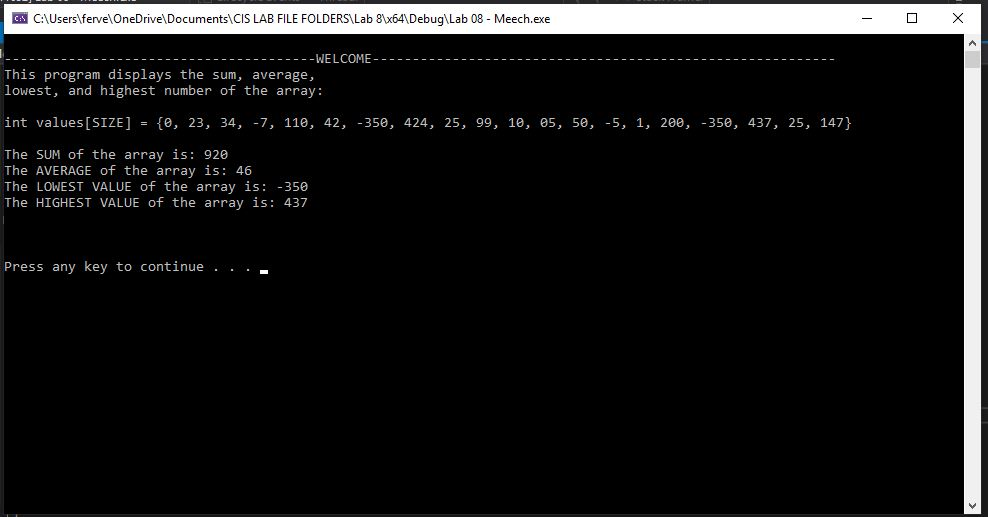 C:\Users\ferve\OneDrive\Documents\CIS LAB FILE FOLDERS\Lab 8\x64\Debug\Lab 08 - Meech.exe
---------------------------------------WELCOME----------------------------------------------------------
This program displays the sum, average,
lowest, and highest number of the array:
int values[SIZE] = {0, 23, 34, -7, 110, 42, -350, 424, 25, 99, 10, 05, 50, -5, 1, 200, -350, 437, 25, 147}
The SUM of the array is: 920
The AVERAGE of the array is: 46
The LOWEST VALUE of the array is: -350
The HIGHEST VALUE of the array is: 437
Press any key to continue . . .